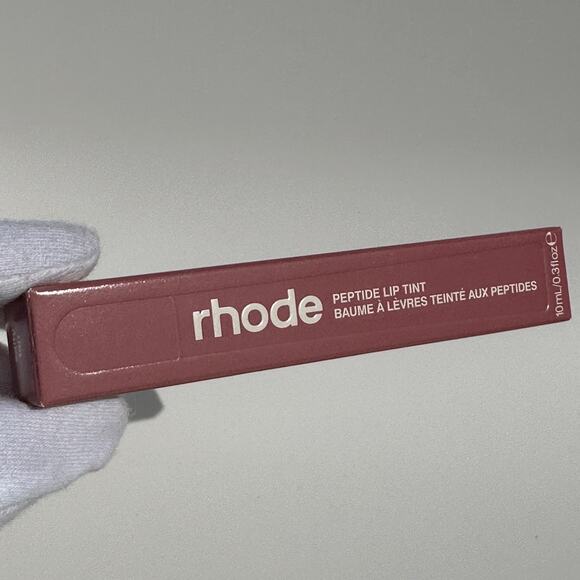 rhode
PEPTIDE LIP TINT
BAUME À LÈVRES TEINTÉ AUX PEPTIDES
10mL/0.3floz℮